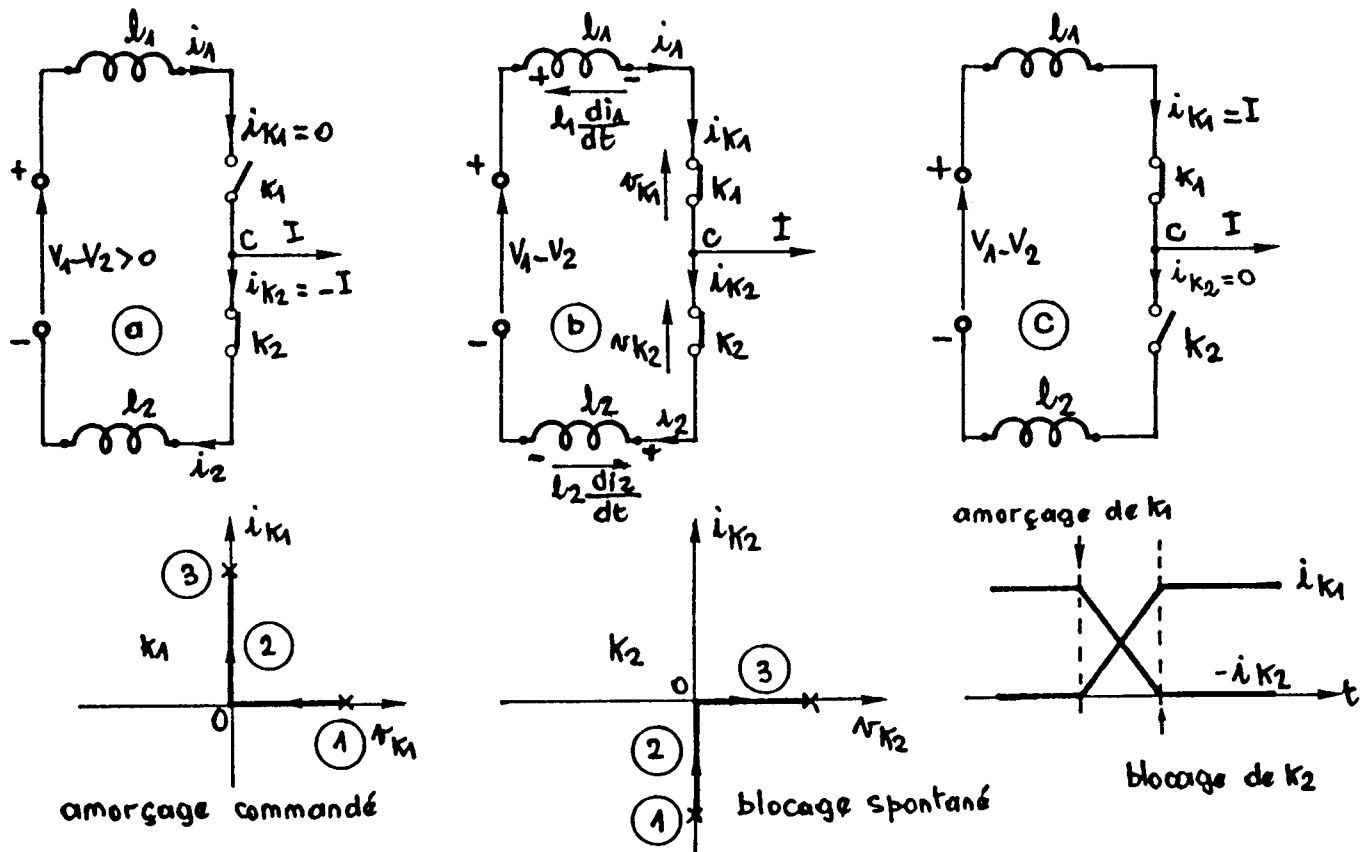 l1 i1
iK1=0
+
K1
C I
V1-V2>0
iK2=-I
-
a
K2
l2
i2
l1 i1
+ -
l1 di1/dt
iK1
+
vK1
K1
C I
V1-V2
iK2
-
b
vK2
K2
l2
i2
- +
l2 di2/dt
l1
iK1=I
+
K1
C I
V1-V2
iK2=0
-
C
K2
l2
iK1
3
K1
2
0
1
vK1
amorçage commandé
iK2
K2
3
0
vK2
2
1
blocage spontané
amorçage de K1
iK1
-iK2
t
blocage de K2